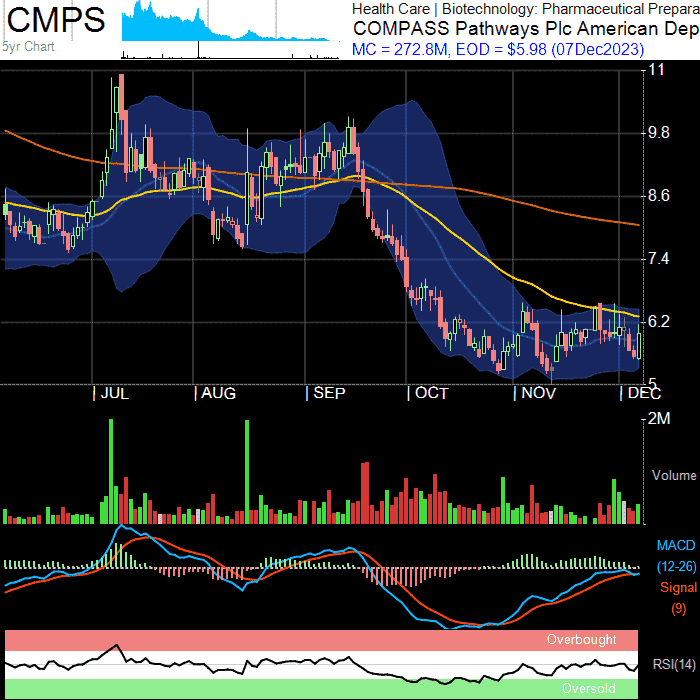 CMPS
5yr Chart
Health Care | Biotechnology: Pharmaceutical Prepara
COMPASS Pathways Plc American Dep
MC = 272.8M, EOD = $5.98 (07Dec2023)
11
9.8
8.6
7.4
6.2
5
| JUL | AUG | SEP | OCT | NOV | DEC
2M
Volume
MACD
(12-26)
Signal
(9)
Overbought
RSI(14)
Oversold